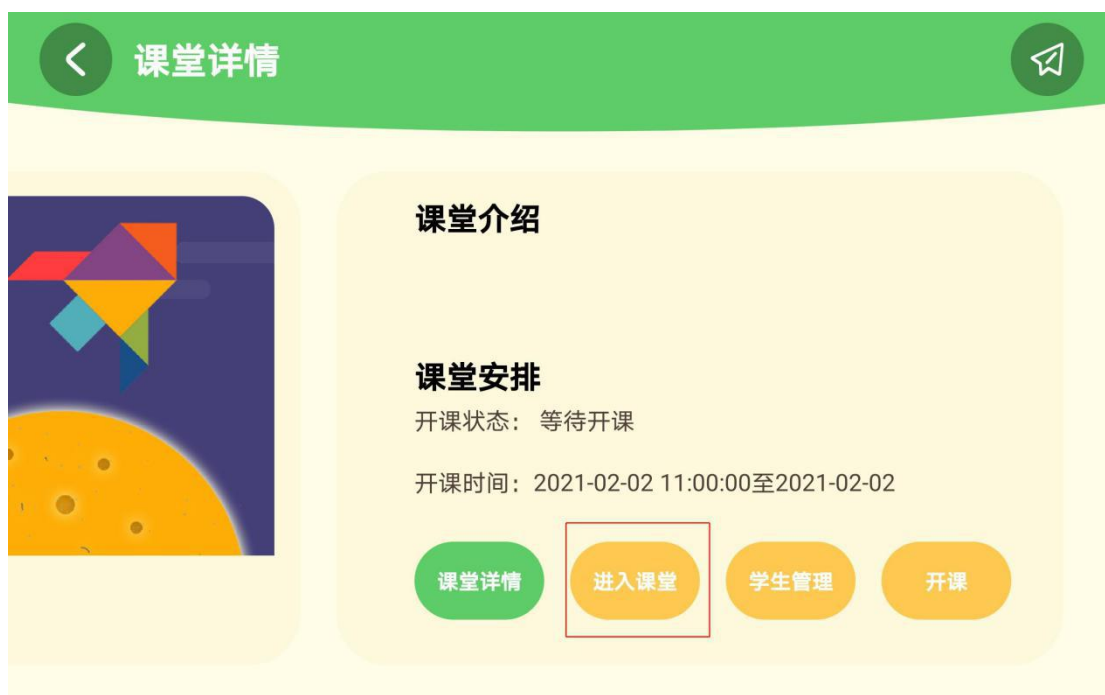 课堂详情
课堂介绍
课堂安排
开课状态: 等待开课
开课时间: 2021-02-02 11:00:00至2021-02-02
课堂详情 进入课堂 学生管理 开课